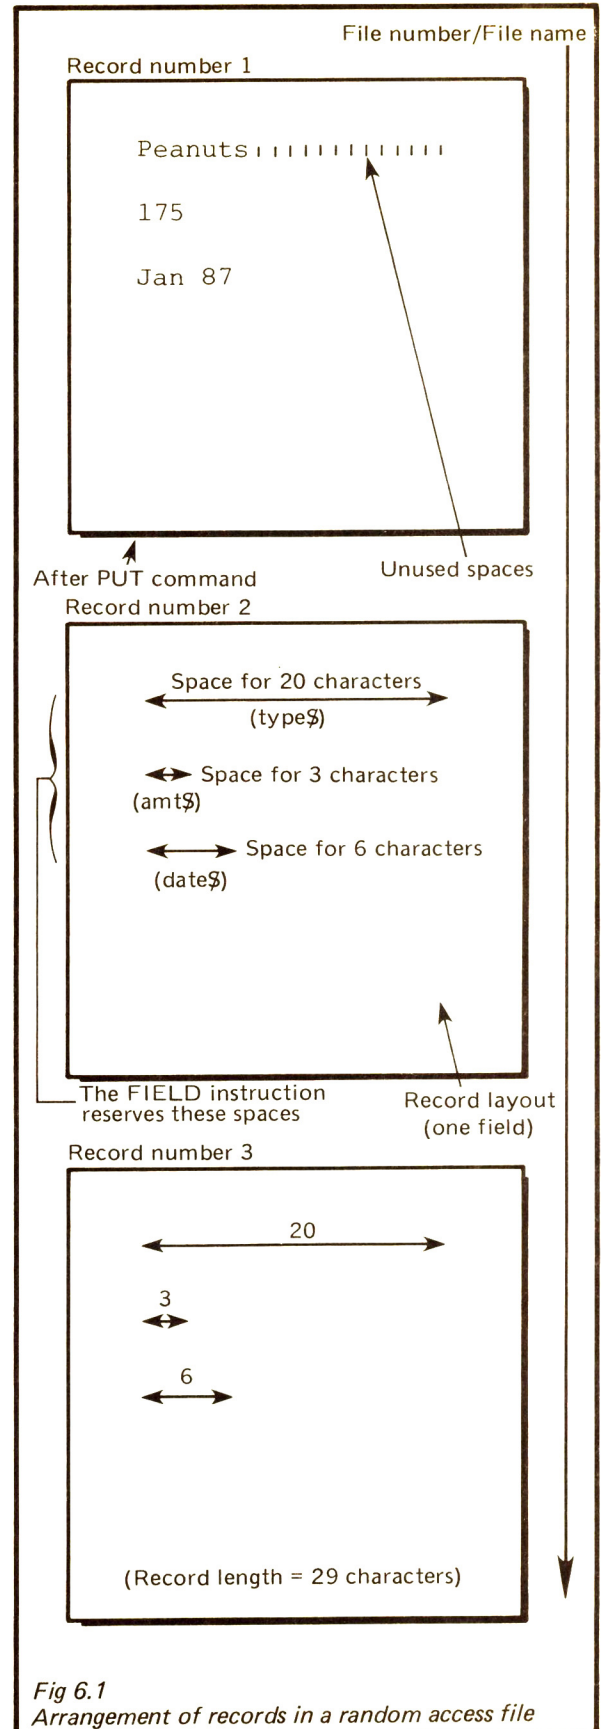 File number/File name
Record number 1
Peanuts
175
Jan 87
After PUT command
Unused spaces
Record number 2
Space for 20 characters
(type$)
Space for 3 characters
(amt$)
Space for 6 characters
(date$)
The FIELD instruction
reserves these spaces
Record layout
(one field)
Record number 3
20
3
6
(Record length = 29 characters)
Fig 6.1
Arrangement of records in a random access file